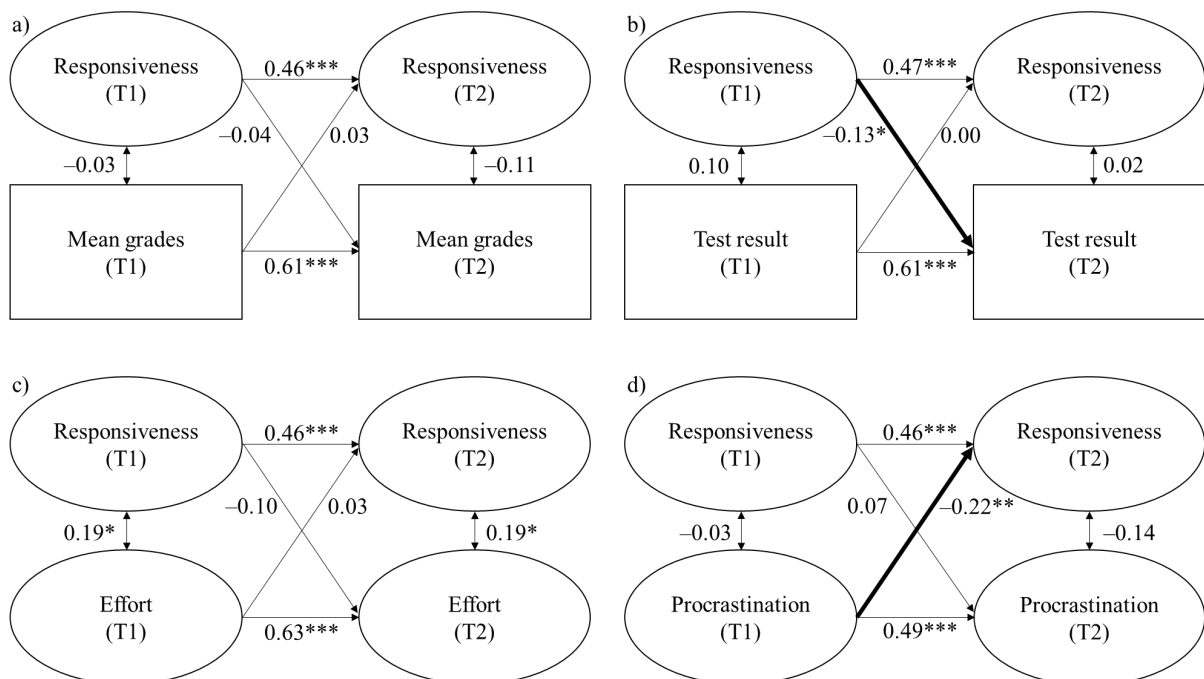 a)
Responsiveness
(T1)
0.46***
Responsiveness
(T2)
–0.04
0.03
–0.03
–0.11
Mean grades
(T1)
0.61***
Mean grades
(T2)
b)
Responsiveness
(T1)
0.47***
Responsiveness
(T2)
–0.13*
0.00
0.10
0.02
Test result
(T1)
0.61***
Test result
(T2)
c)
Responsiveness
(T1)
0.46***
Responsiveness
(T2)
–0.10
0.03
0.19*
0.19*
Effort
(T1)
0.63***
Effort
(T2)
d)
Responsiveness
(T1)
0.46***
Responsiveness
(T2)
0.07
–0.22**
–0.03
–0.14
Procrastination
(T1)
0.49***
Procrastination
(T2)